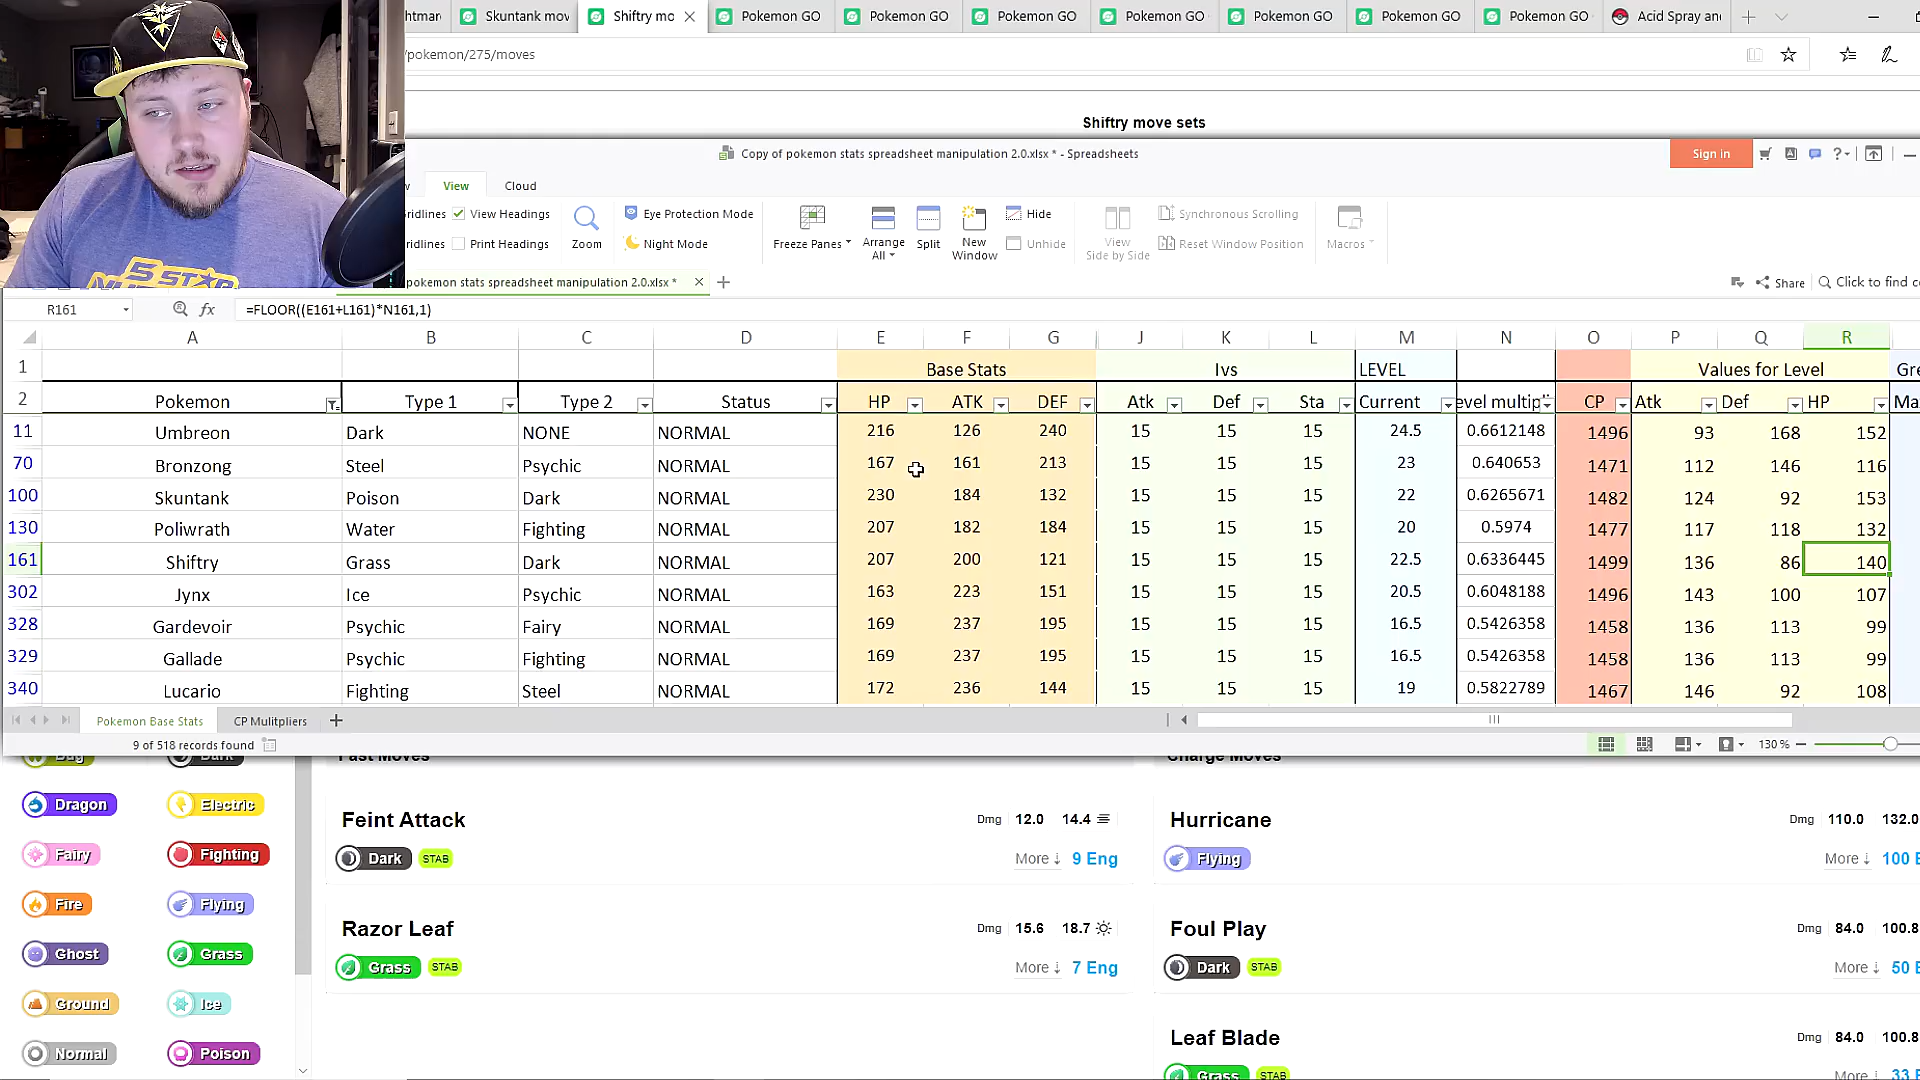 htmar
Skuntank mov
Shiftry mo
Pokemon GO
Pokemon GO
Pokemon GO
Pokemon GO
Pokemon GO
Pokemon GO
Pokemon GO
Acid Spray an
/pokemon/275/moves
Shiftry move sets
Copy of pokemon stats spreadsheet manipulation 2.0.xlsx * - Spreadsheets
Sign in
View
Cloud
idlines
View Headings
Eye Protection Mode
Hide
Synchronous Scrolling
idlines
Print Headings
Zoom
Night Mode
Freeze Panes
Arrange All
Split
New Window
Unhide
View Side by Side
Reset Window Position
Macros
5 STAR
pokemon stats spreadsheet manipulation 2.0.xlsx *
Share
Click to find c
R161
fx
=FLOOR((E161+L161)*N161,1)
A B C D E F G J K L M N O P Q R
1 Base Stats Ivs LEVEL Values for Level Gre
2 Pokemon Type 1 Type 2 Status HP ATK DEF Atk Def Sta Current evel multipli CP Atk Def HP Ma
11 Umbreon Dark NONE NORMAL 216 126 240 15 15 15 24.5 0.6612148 1496 93 168 152
70 Bronzong Steel Psychic NORMAL 167 161 213 15 15 15 23 0.640653 1471 112 146 116
100 Skuntank Poison Dark NORMAL 230 184 132 15 15 15 22 0.6265671 1482 124 92 153
130 Poliwrath Water Fighting NORMAL 207 182 184 15 15 15 20 0.5974 1477 117 118 132
161 Shiftry Grass Dark NORMAL 207 200 121 15 15 15 22.5 0.6336445 1499 136 86 140
302 Jynx Ice Psychic NORMAL 163 223 151 15 15 15 20.5 0.6048188 1496 143 100 107
328 Gardevoir Psychic Fairy NORMAL 169 237 195 15 15 15 16.5 0.5426358 1458 136 113 99
329 Gallade Psychic Fighting NORMAL 169 237 195 15 15 15 16.5 0.5426358 1458 136 113 99
340 Lucario Fighting Steel NORMAL 172 236 144 15 15 15 19 0.5822789 1467 146 92 108
Pokemon Base Stats
CP Mulitpliers
9 of 518 records found
130 %
Bug
Dark
Fast Moves
Charge Moves
Dragon
Electric
Fairy
Fighting
Fire
Flying
Ghost
Grass
Ground
Ice
Normal
Poison
Feint Attack
Dmg 12.0 14.4
Dark STAB
More ↓ 9 Eng
Razor Leaf
Dmg 15.6 18.7
Grass STAB
More ↓ 7 Eng
Hurricane
Dmg 110.0 132.0
Flying
More ↓ 100 E
Foul Play
Dmg 84.0 100.8
Dark STAB
More ↓ 50 E
Leaf Blade
Dmg 84.0 100.8
Grass STAB
More ↓ 33 E